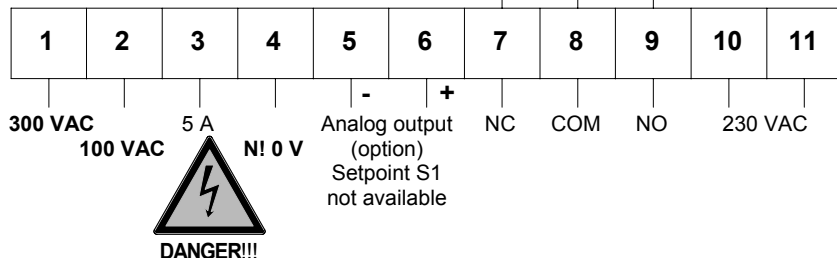 1 2 3 4 5 6 7 8 9 10 11
- +
300 VAC 5 A Analog output NC COM NO 230 VAC
100 VAC N! 0 V (option)
Setpoint S1
not available
DANGER!!!